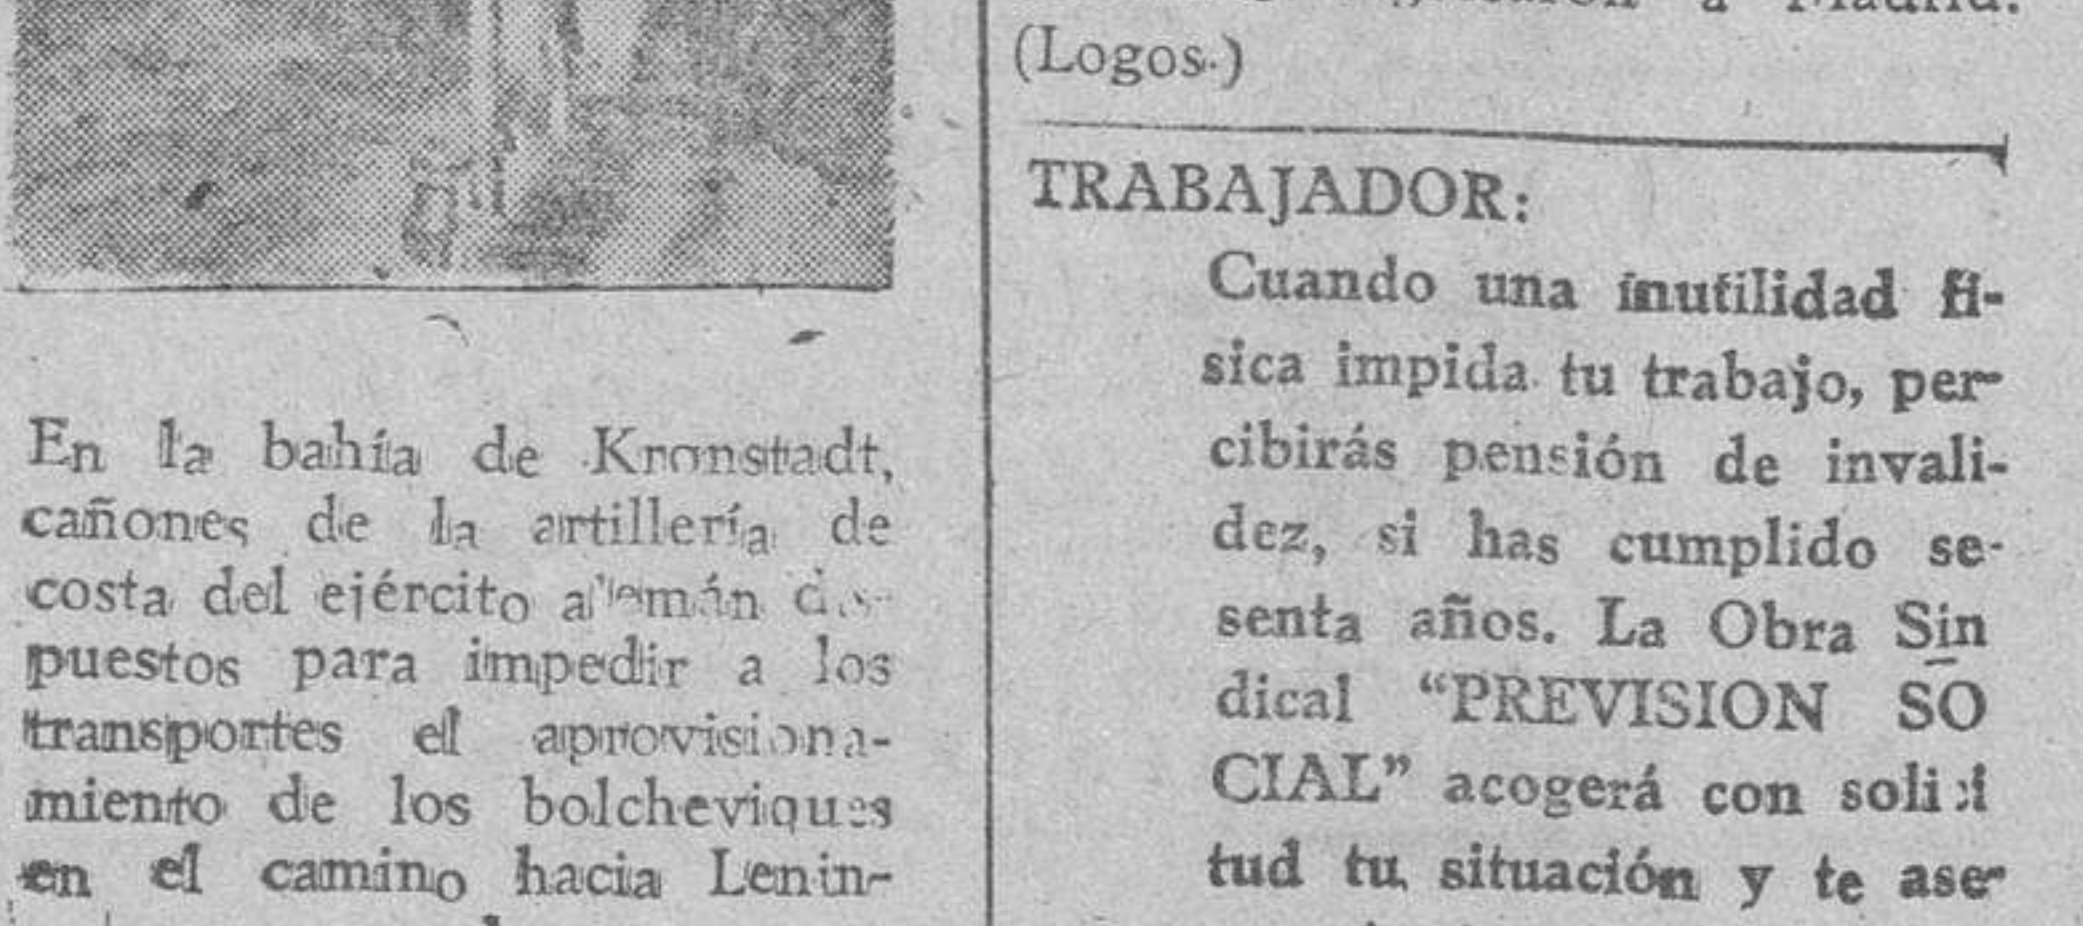 En la bahía de Kronstadt,
cañones de la artillería de
costa del ejército alemán
puestos para impedir a los
transportes el aprovisiona-
miento de los bolcheviques
en el camino hacia Lenin-
a Madrid.
(Logos.)
TRABAJADOR:
Cuando una inutilidad fí-
sica impida tu trabajo, per-
cibirás pensión de invali-
dez, si has cumplido se-
senta años. La Obra Sin
dical “PREVISION SO
CIAL” acogerá con solici
tud tu situación y te ase-